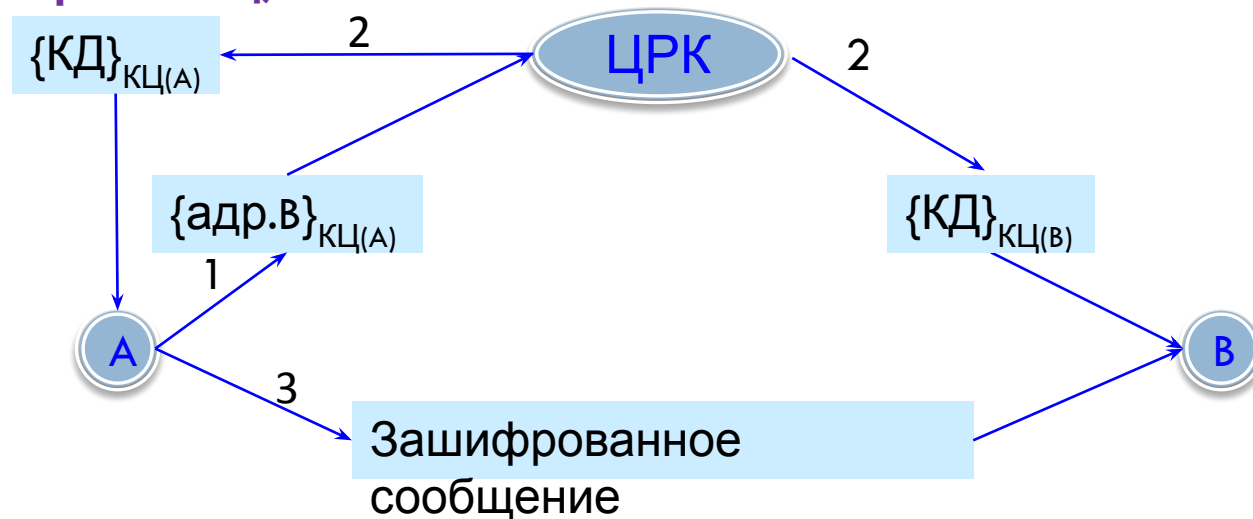 2
ЦРК
2
{КД}КЦ(А)
{адр.В}КЦ(А)
{КД}КЦ(В)
1
А
В
3
Зашифрованное
сообщение